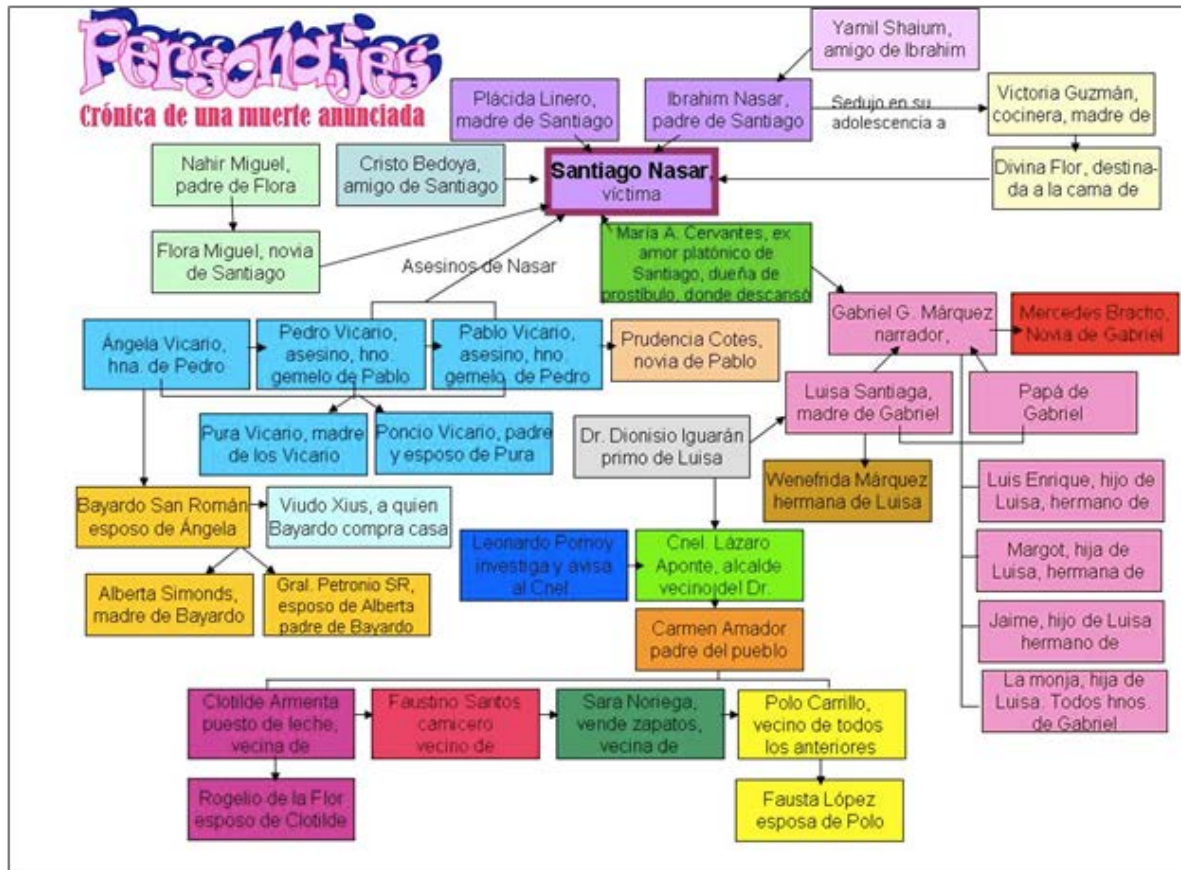 Personajes
Crónica de una muerte anunciada
Yamil Shaium,
amigo de Ibrahim
Plácida Linero,
madre de Santiago
Ibrahim Nasar,
padre de Santiago
Sedujo en su
adolescencia a
Victoria Guzmán,
cocinera, madre de
Nahir Miguel,
padre de Flora
Cristo Bedoya,
amigo de Santiago
Santiago Nasar,
víctima
Divina Flor, destina-
da a la cama de
Flora Miguel, novia
de Santiago
Asesinos de Nasar
María A. Cervantes, ex
amor platónico de
Santiago, dueña de
prostíbulo, donde descansó
Gabriel G. Márquez
narrador,
Mercedes Bracho,
Novia de Gabriel
Ángela Vicario,
hna. de Pedro
Pedro Vicario,
asesino, hno.
gemelo de Pablo
Pablo Vicario,
asesino, hno.
gemelo, de Pedro
Prudencia Cotes,
novia de Pablo
Luisa Santiaga,
madre de Gabriel
Papá de
Gabriel
Pura Vicario, madre
de los Vicario
Poncio Vicario, padre
y esposo de Pura
Dr. Dionisio Iguarán
primo de Luisa
Wenefrida Márquez
hermana de Luisa
Luis Enrique, hijo de
Luisa, hermano de
Bayardo San Román
esposo de Ángela
Viudo Xius, a quien
Bayardo compra casa
Leonardo Pornoy
investiga y avisa
al Cnel.
Cnel. Lázaro
Aponte, alcalde
vecino del Dr.
Margot, hija de
Luisa, hermana de
Alberta Simonds,
madre de Bayardo
Gral. Petronio SR,
esposo de Alberta
padre de Bayardo
Jaime, hijo de Luisa
hermano de
Carmen Amador
padre del pueblo
La monja, hija de
Luisa. Todos hnos.
de Gabriel
Clotilde Armenta
puesto de leche,
vecina de
Faustino Santos
carnicero
vecino de
Sara Noriega,
vende zapatos,
vecina de
Polo Carrillo,
vecino de todos
los anteriores
Rogelio de la Flor
esposo de Clotilde
Fausta López
esposa de Polo